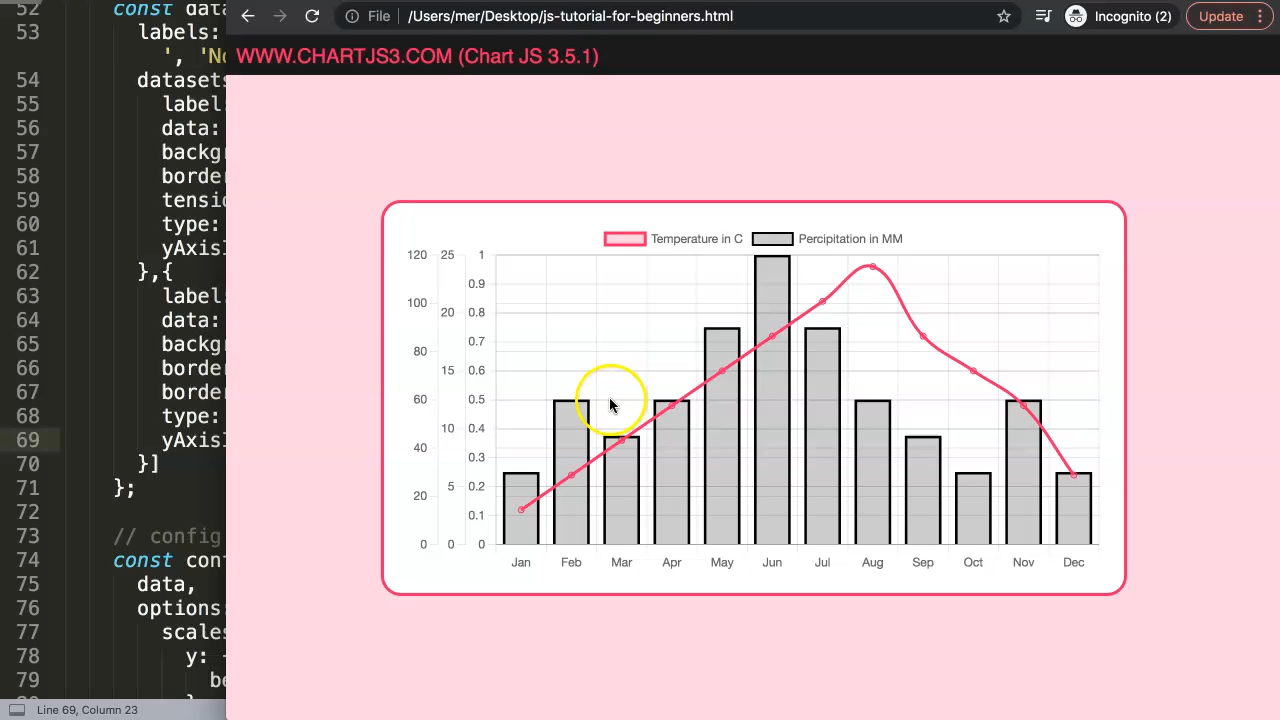 52 const data
53 labels:
', 'No
54 datasets
55 label:
56 data:
57 backg
58 border
59 tensio
60 type:
61 yAxisI
62 },{
63 label:
64 data:
65 backg
66 border
67 border
68 type:
69 yAxisI
70 }]
71 };
72
73 // config
74 const con
75 data,
76 options:
77 scales
78 y: {
79 be
Line 69, Column 23
File /Users/mer/Desktop/js-tutorial-for-beginners.html Incognito (2) Update
WWW.CHARTJS3.COM (Chart JS 3.5.1)
Temperature in C Percipitation in MM
120 25 1
0.9
100
20 0.8
0.7
80
15 0.6
60 0.5
10 0.4
40
0.3
5 0.2
20
0.1
0 0 0
Jan Feb Mar Apr May Jun Jul Aug Sep Oct Nov Dec